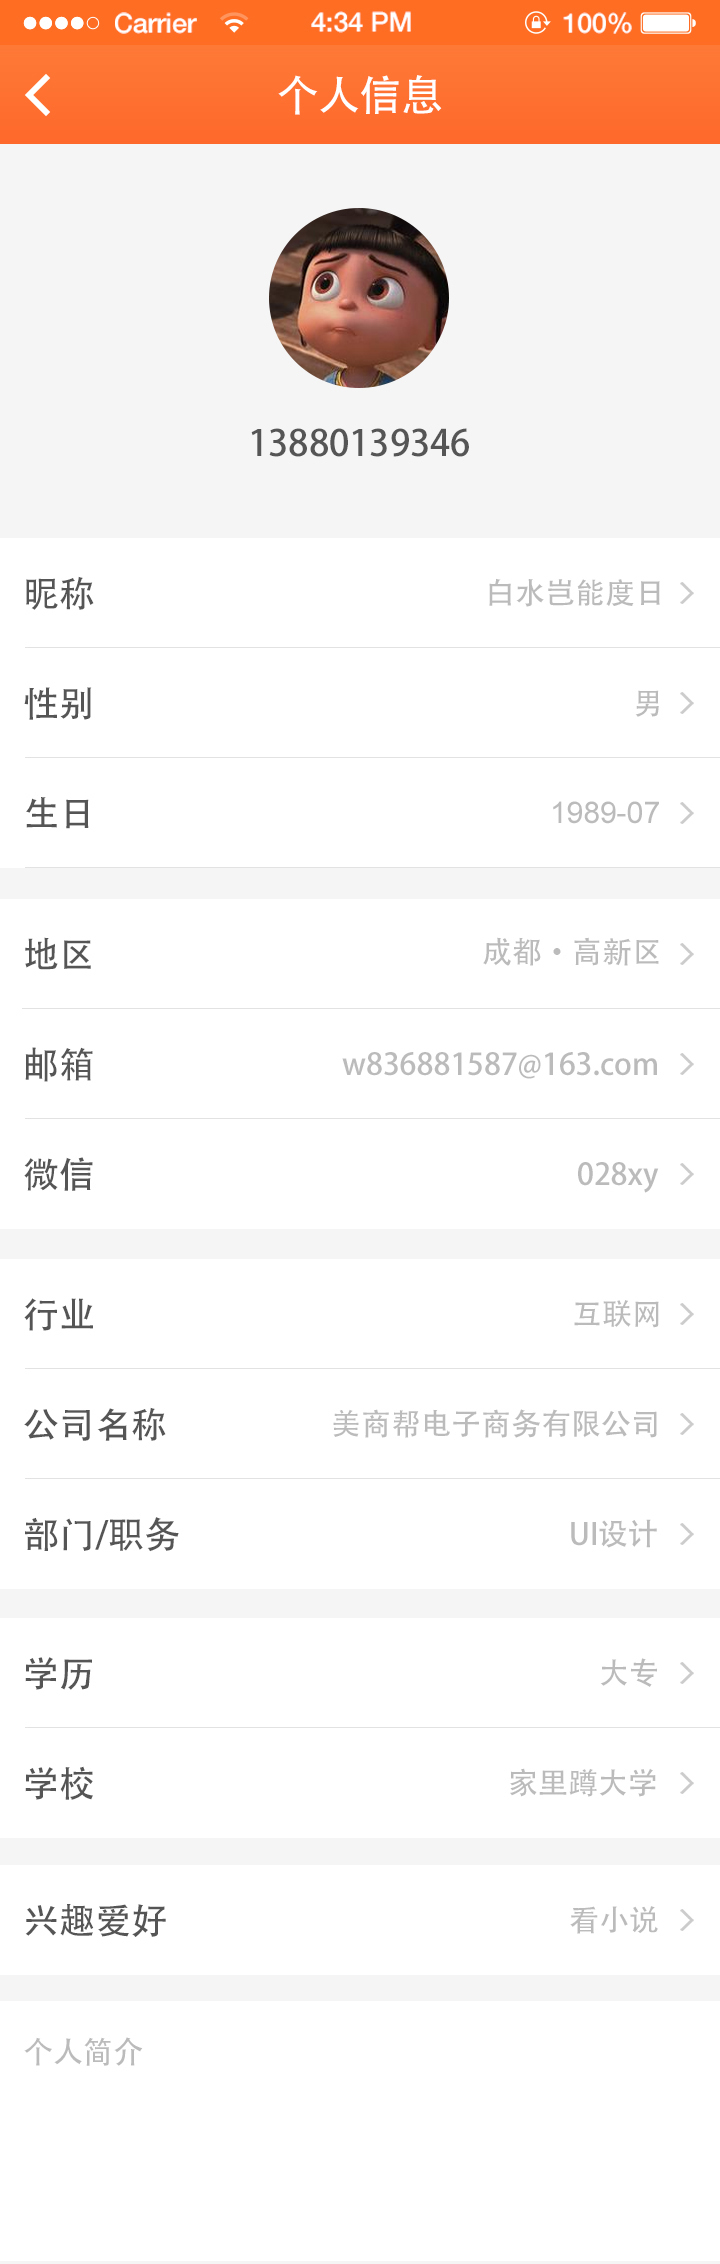 Carrier 4:34 PM 100%
个人信息
13880139346
昵称 白水岂能度日
性别 男
生日 1989-07
地区 成都·高新区
邮箱 w836881587@163.com
微信 028xy
行业 互联网
公司名称 美商帮电子商务有限公司
部门/职务 UI设计
学历 大专
学校 家里蹲大学
兴趣爱好 看小说
个人简介